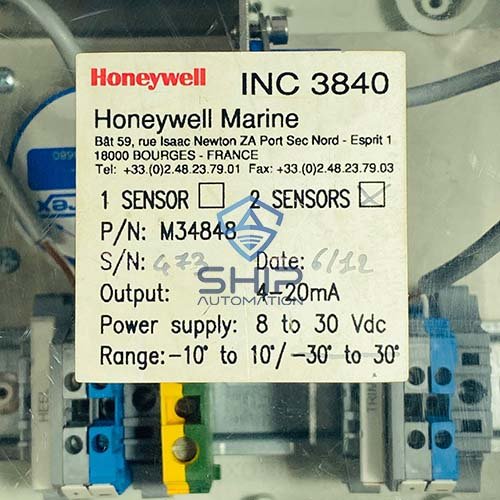 Honeywell INC 3840
Honeywell Marine
Bât 59, rue Isaac Newton ZA Port Sec Nord - Esprit 1
18000 BOURGES - FRANCE
Tel: +33.(0)2.48.23.79.01 Fax: +33.(0)2.48.23.79.03
1 SENSOR 2 SENSORS
P/N: M34848
S/N: 473 Date: 6/12
SHIP
AUTOMATION
Output: 4-20mA
Power supply: 8 to 30 Vdc
Range: -10° to 10°/-30° to 30°
HEEL
TRIM